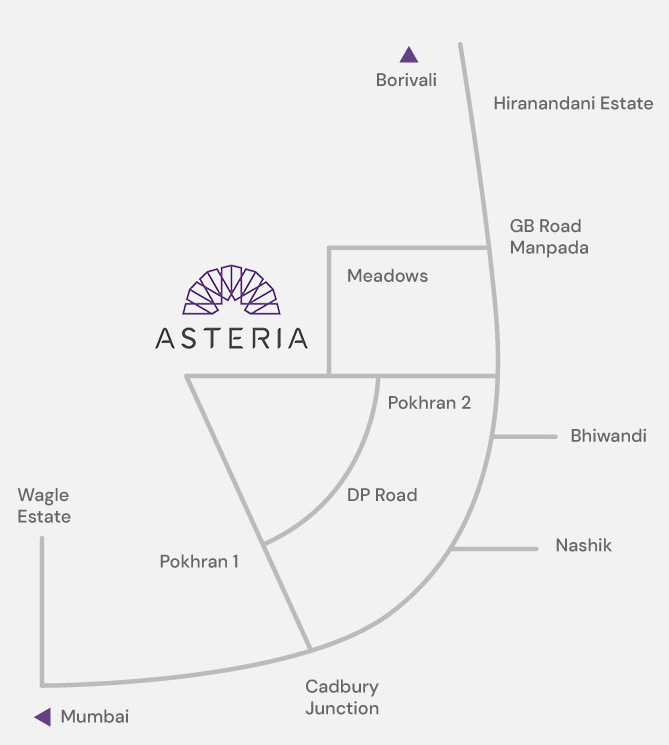 Borivali
Hiranandani Estate
GB Road
Manpada
Meadows
ASTERIA
Pokhran 2
Bhiwandi
Wagle
Estate
DP Road
Nashik
Pokhran 1
Cadbury
Junction
Mumbai